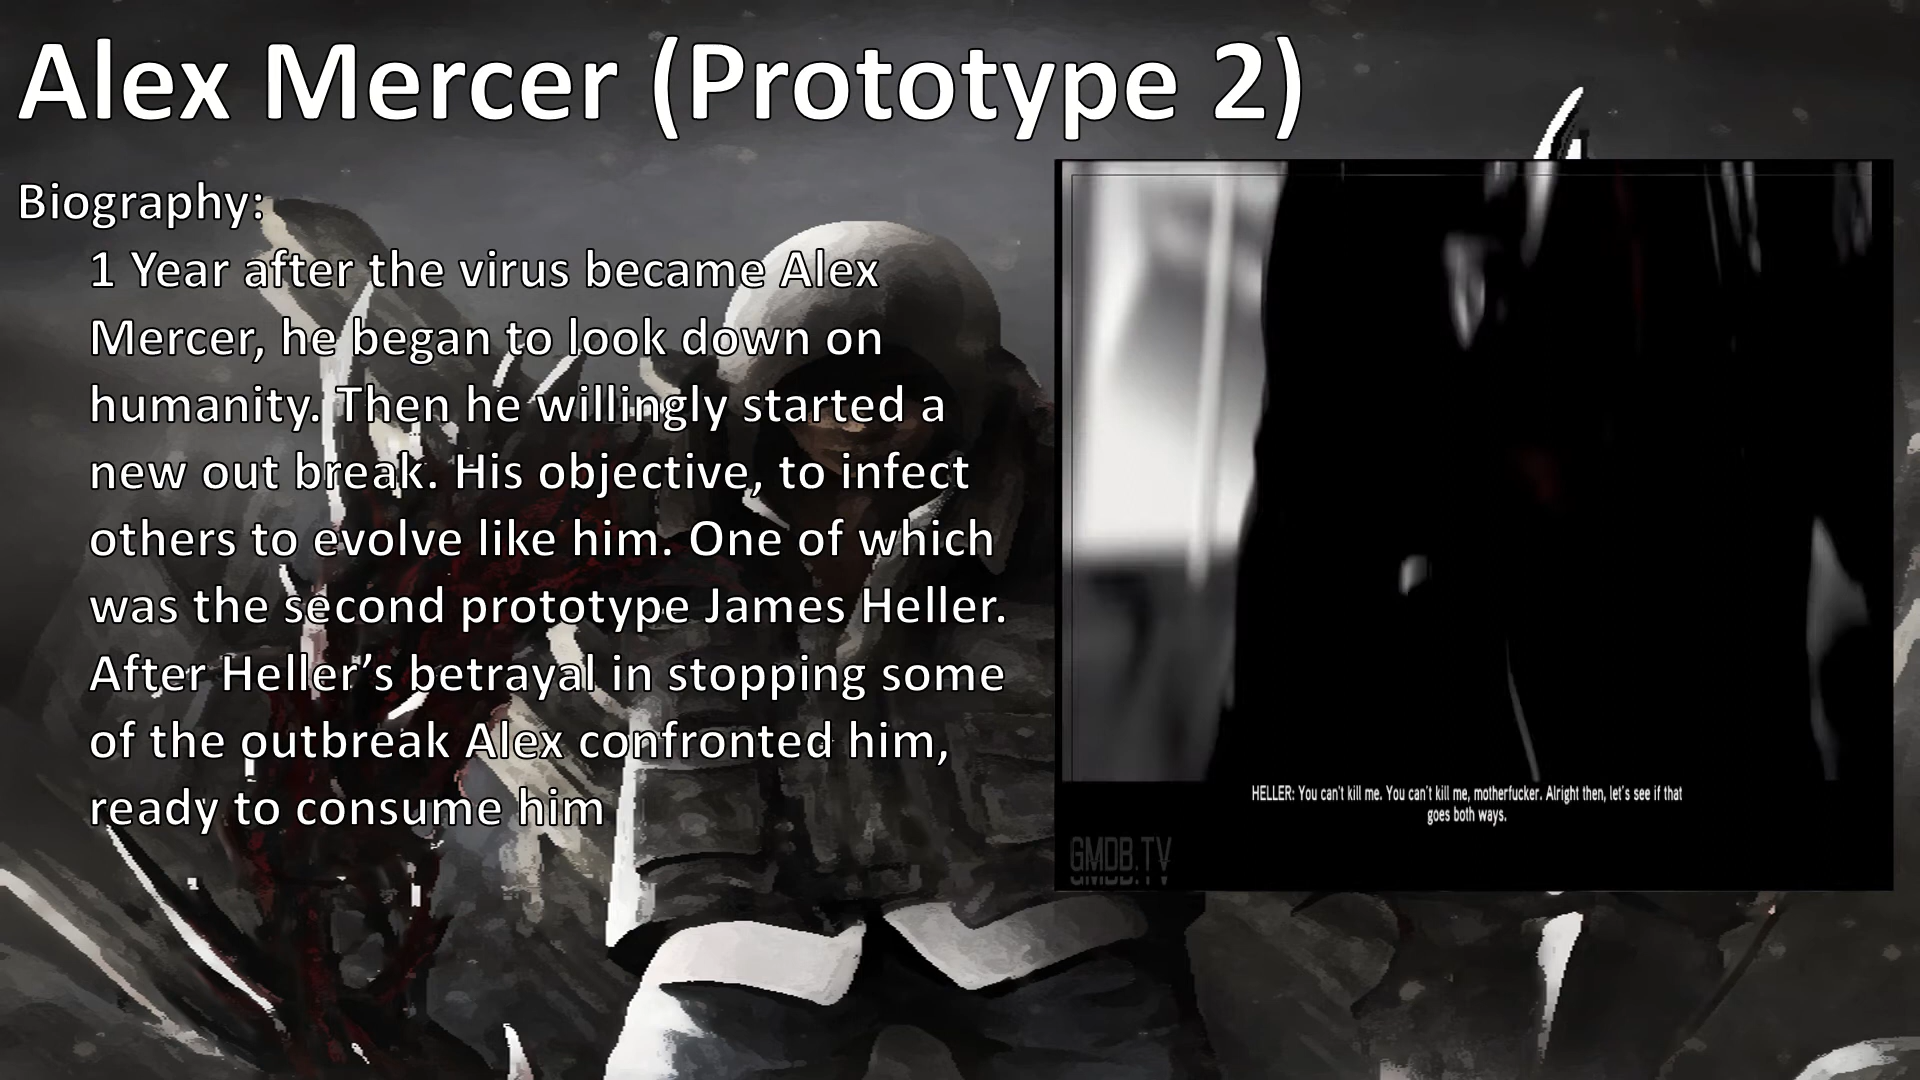 Alex Mercer (Prototype 2)
Biography:
1 Year after the virus became Alex
Mercer, he began to look down on
humanity. Then he willingly started a
new out break. His objective, to infect
others to evolve like him. One of which
was the second prototype James Heller.
After Heller’s betrayal in stopping some
of the outbreak Alex confronted him,
ready to consume him
HELLER: You can't kill me. You can't kill me, motherfucker. Alright then, let's see if that
goes both ways.
GMDB.TV